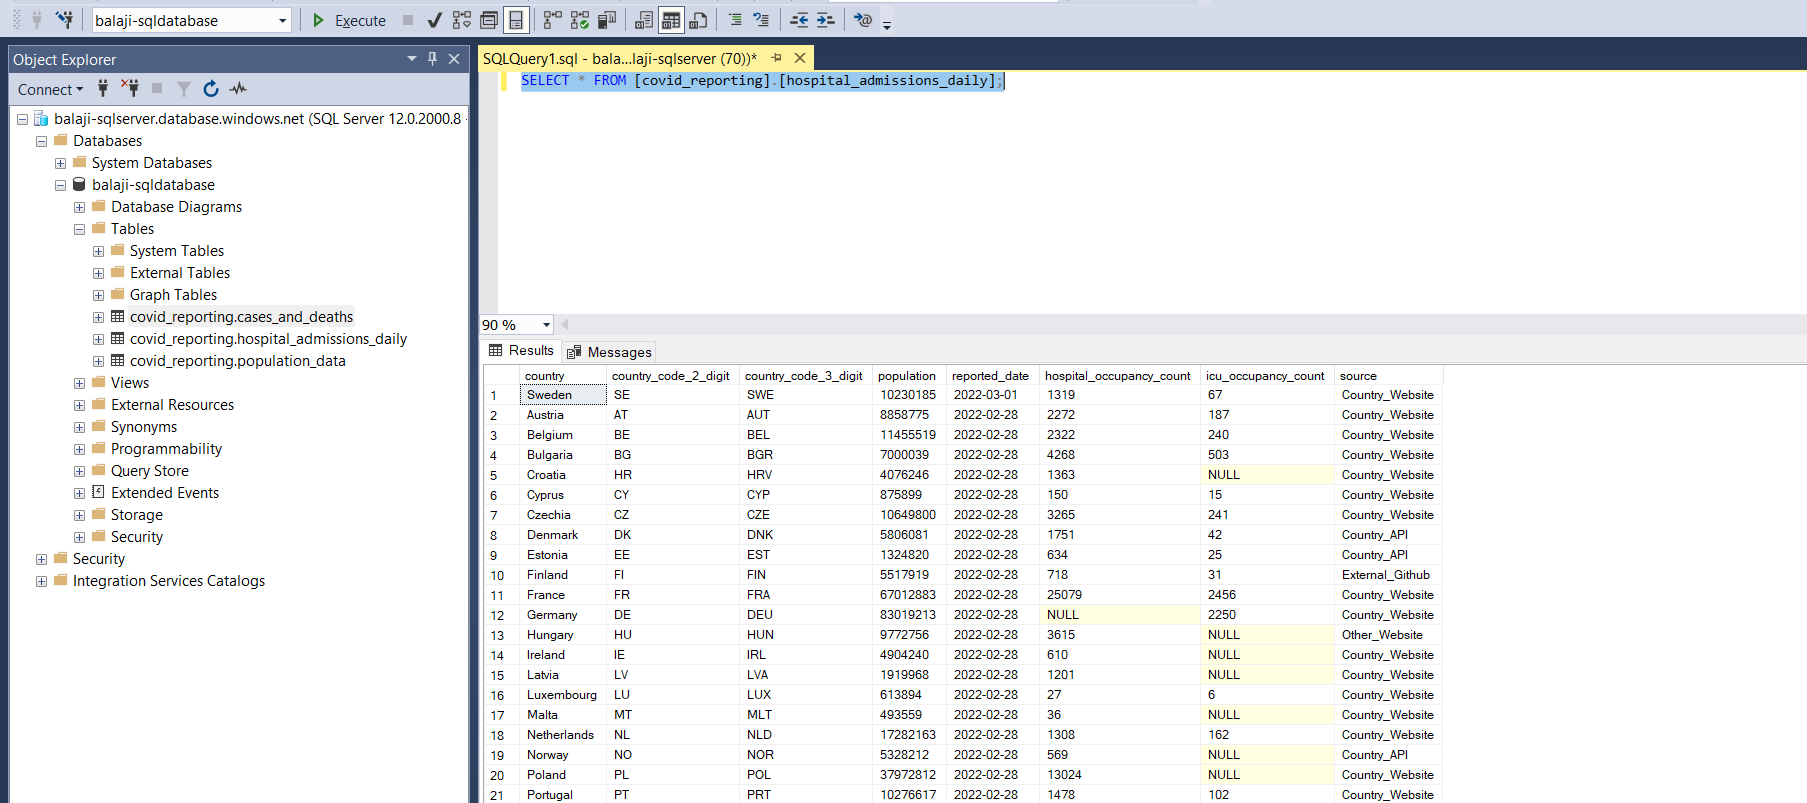 balaji-sqldatabase Execute
Object Explorer
Connect
balaji-sqlserver.database.windows.net (SQL Server 12.0.2000.8 -
Databases
System Databases
balaji-sqldatabase
Database Diagrams
Tables
System Tables
External Tables
Graph Tables
covid_reporting.cases_and_deaths
covid_reporting.hospital_admissions_daily
covid_reporting.population_data
Views
External Resources
Synonyms
Programmability
Query Store
Extended Events
Storage
Security
Security
Integration Services Catalogs
SQLQuery1.sql - bala...laji-sqlserver (70))*
SELECT * FROM [covid_reporting].[hospital_admissions_daily];
90 %
Results Messages
country country_code_2_digit country_code_3_digit population reported_date hospital_occupancy_count icu_occupancy_count source
1 Sweden SE SWE 10230185 2022-03-01 1319 67 Country_Website
2 Austria AT AUT 8858775 2022-02-28 2272 187 Country_Website
3 Belgium BE BEL 11455519 2022-02-28 2322 240 Country_Website
4 Bulgaria BG BGR 7000039 2022-02-28 4268 503 Country_Website
5 Croatia HR HRV 4076246 2022-02-28 1363 NULL Country_Website
6 Cyprus CY CYP 875899 2022-02-28 150 15 Country_Website
7 Czechia CZ CZE 10649800 2022-02-28 3265 241 Country_Website
8 Denmark DK DNK 5806081 2022-02-28 1751 42 Country_API
9 Estonia EE EST 1324820 2022-02-28 634 25 Country_API
10 Finland FI FIN 5517919 2022-02-28 718 31 External_Github
11 France FR FRA 67012883 2022-02-28 25079 2456 Country_Website
12 Germany DE DEU 83019213 2022-02-28 NULL 2250 Country_Website
13 Hungary HU HUN 9772756 2022-02-28 3615 NULL Other_Website
14 Ireland IE IRL 4904240 2022-02-28 610 NULL Country_Website
15 Latvia LV LVA 1919968 2022-02-28 1201 NULL Country_Website
16 Luxembourg LU LUX 613894 2022-02-28 27 6 Country_Website
17 Malta MT MLT 493559 2022-02-28 36 NULL Country_Website
18 Netherlands NL NLD 17282163 2022-02-28 1308 162 Country_Website
19 Norway NO NOR 5328212 2022-02-28 569 NULL Country_API
20 Poland PL POL 37972812 2022-02-28 13024 NULL Country_Website
21 Portugal PT PRT 10276617 2022-02-28 1478 102 Country_Website